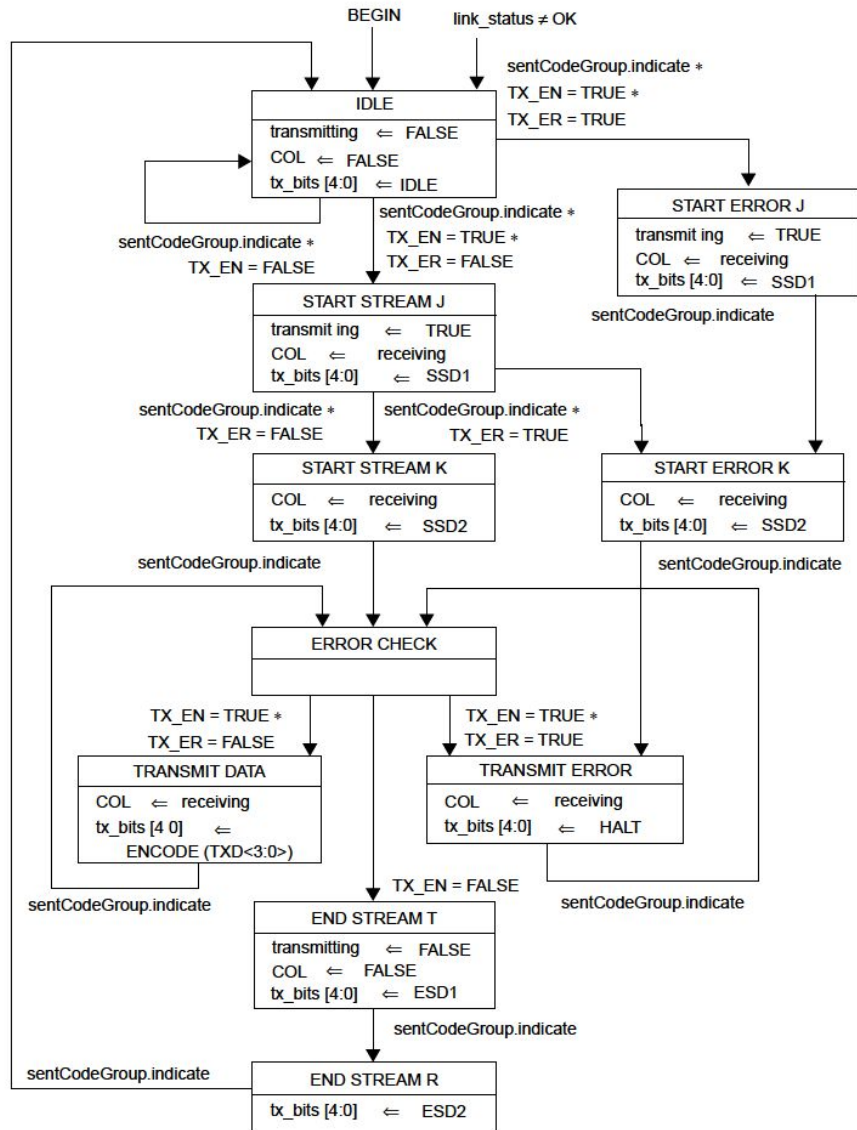 BEGIN
link_status ≠ OK
sentCodeGroup.indicate ∗
TX_EN = TRUE ∗
TX_ER = TRUE
IDLE
transmitting ⇐ FALSE
COL ⇐ FALSE
tx_bits [4:0] ⇐ IDLE
sentCodeGroup.indicate ∗
TX_EN = FALSE
sentCodeGroup.indicate ∗
TX_EN = TRUE ∗
TX_ER = FALSE
START ERROR J
transmit ing ⇐ TRUE
COL ⇐ receiving
tx_bits [4:0] ⇐ SSD1
sentCodeGroup.indicate
START STREAM J
transmit ing ⇐ TRUE
COL ⇐ receiving
tx_bits [4:0] ⇐ SSD1
sentCodeGroup.indicate ∗
TX_ER = FALSE
sentCodeGroup.indicate ∗
TX_ER = TRUE
START STREAM K
COL ⇐ receiving
tx_bits [4:0] ⇐ SSD2
START ERROR K
COL ⇐ receiving
tx_bits [4:0] ⇐ SSD2
sentCodeGroup.indicate
sentCodeGroup.indicate
ERROR CHECK
TX_EN = TRUE ∗
TX_ER = FALSE
TX_EN = TRUE ∗
TX_ER = TRUE
TRANSMIT DATA
COL ⇐ receiving
tx_bits [4 0] ⇐
ENCODE (TXD<3:0>)
TRANSMIT ERROR
COL ⇐ receiving
tx_bits [4:0] ⇐ HALT
sentCodeGroup.indicate
TX_EN = FALSE
sentCodeGroup.indicate
END STREAM T
transmitting ⇐ FALSE
COL ⇐ FALSE
tx_bits [4:0] ⇐ ESD1
sentCodeGroup.indicate
sentCodeGroup.indicate
END STREAM R
tx_bits [4:0] ⇐ ESD2